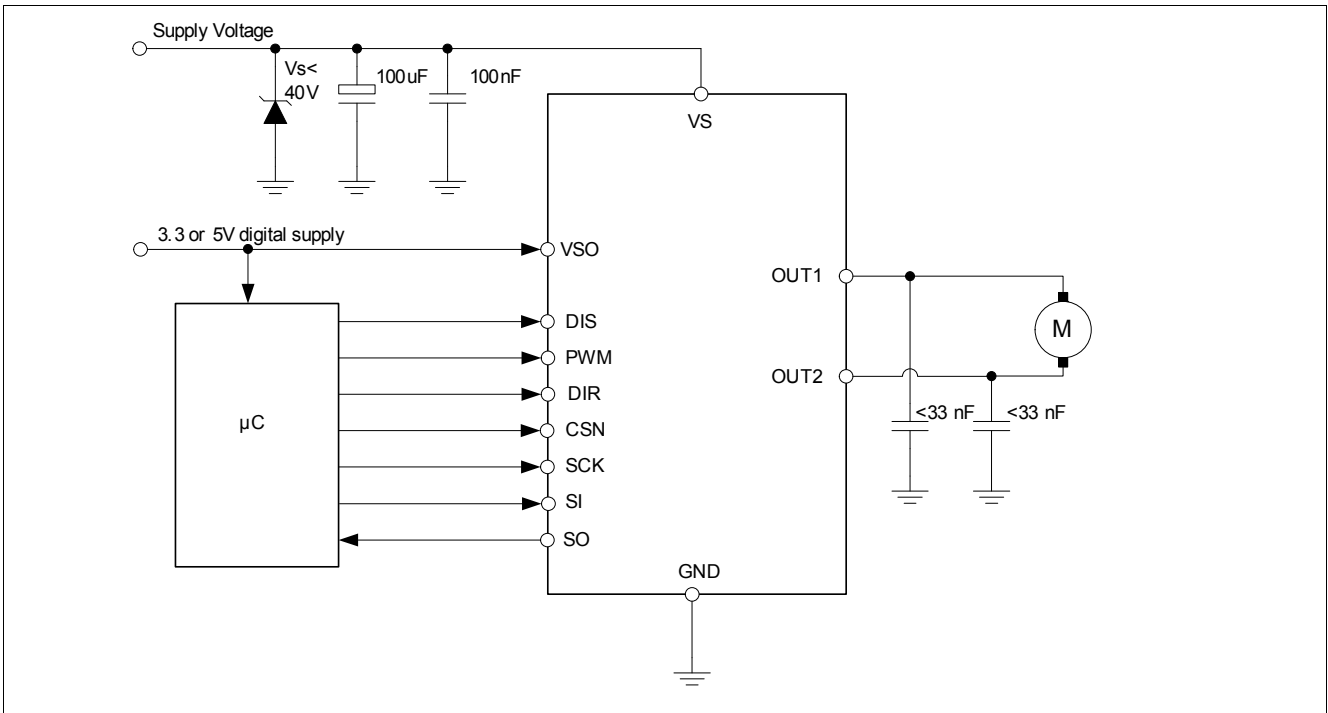 Supply Voltage
Vs<
40V
100uF
100nF
VS
3.3 or 5V digital supply
VSO
OUT1
DIS
M
PWM
OUT2
DIR
<33 nF
<33 nF
µC
CSN
SCK
SI
SO
GND